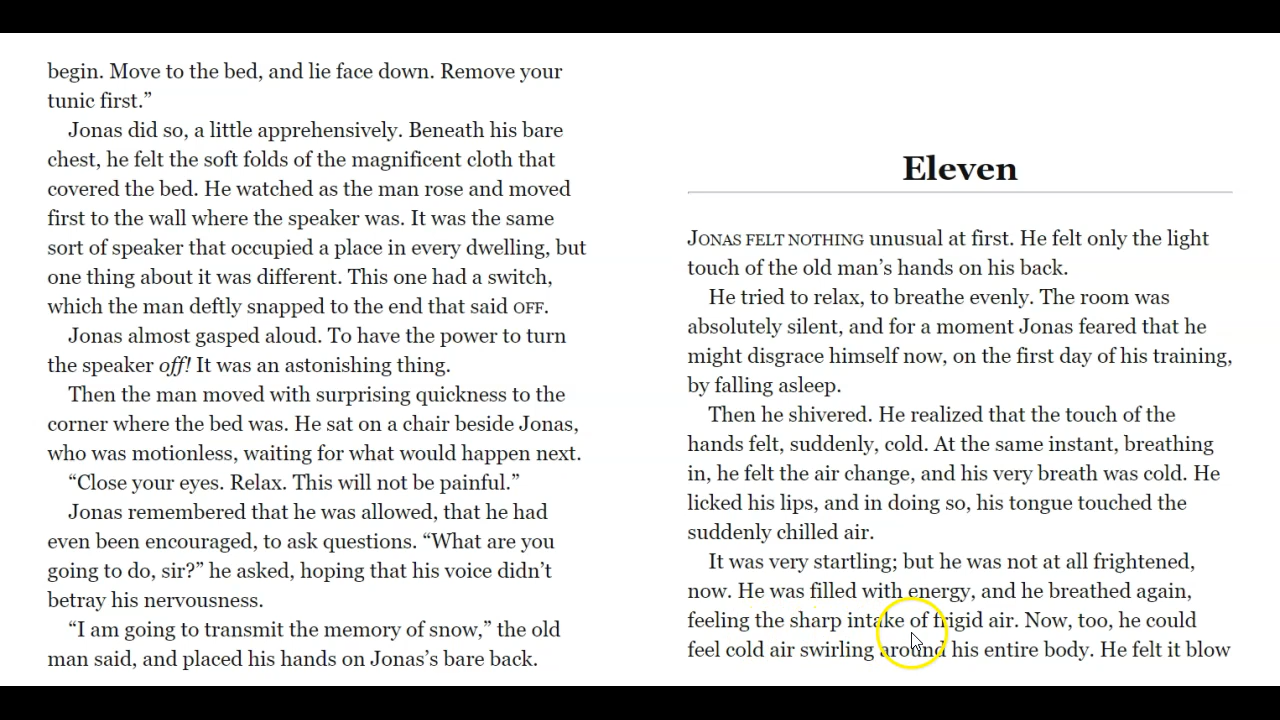 begin. Move to the bed, and lie face down. Remove your
tunic first.”
Jonas did so, a little apprehensively. Beneath his bare
chest, he felt the soft folds of the magnificent cloth that
covered the bed. He watched as the man rose and moved
first to the wall where the speaker was. It was the same
sort of speaker that occupied a place in every dwelling, but
one thing about it was different. This one had a switch,
which the man deftly snapped to the end that said OFF.
Jonas almost gasped aloud. To have the power to turn
the speaker off! It was an astonishing thing.
Then the man moved with surprising quickness to the
corner where the bed was. He sat on a chair beside Jonas,
who was motionless, waiting for what would happen next.
“Close your eyes. Relax. This will not be painful.”
Jonas remembered that he was allowed, that he had
even been encouraged, to ask questions. “What are you
going to do, sir?” he asked, hoping that his voice didn’t
betray his nervousness.
“I am going to transmit the memory of snow,” the old
man said, and placed his hands on Jonas’s bare back.
Eleven
JONAS FELT NOTHING unusual at first. He felt only the light
touch of the old man’s hands on his back.
He tried to relax, to breathe evenly. The room was
absolutely silent, and for a moment Jonas feared that he
might disgrace himself now, on the first day of his training,
by falling asleep.
Then he shivered. He realized that the touch of the
hands felt, suddenly, cold. At the same instant, breathing
in, he felt the air change, and his very breath was cold. He
licked his lips, and in doing so, his tongue touched the
suddenly chilled air.
It was very startling; but he was not at all frightened,
now. He was filled with energy, and he breathed again,
feeling the sharp intake of frigid air. Now, too, he could
feel cold air swirling around his entire body. He felt it blow